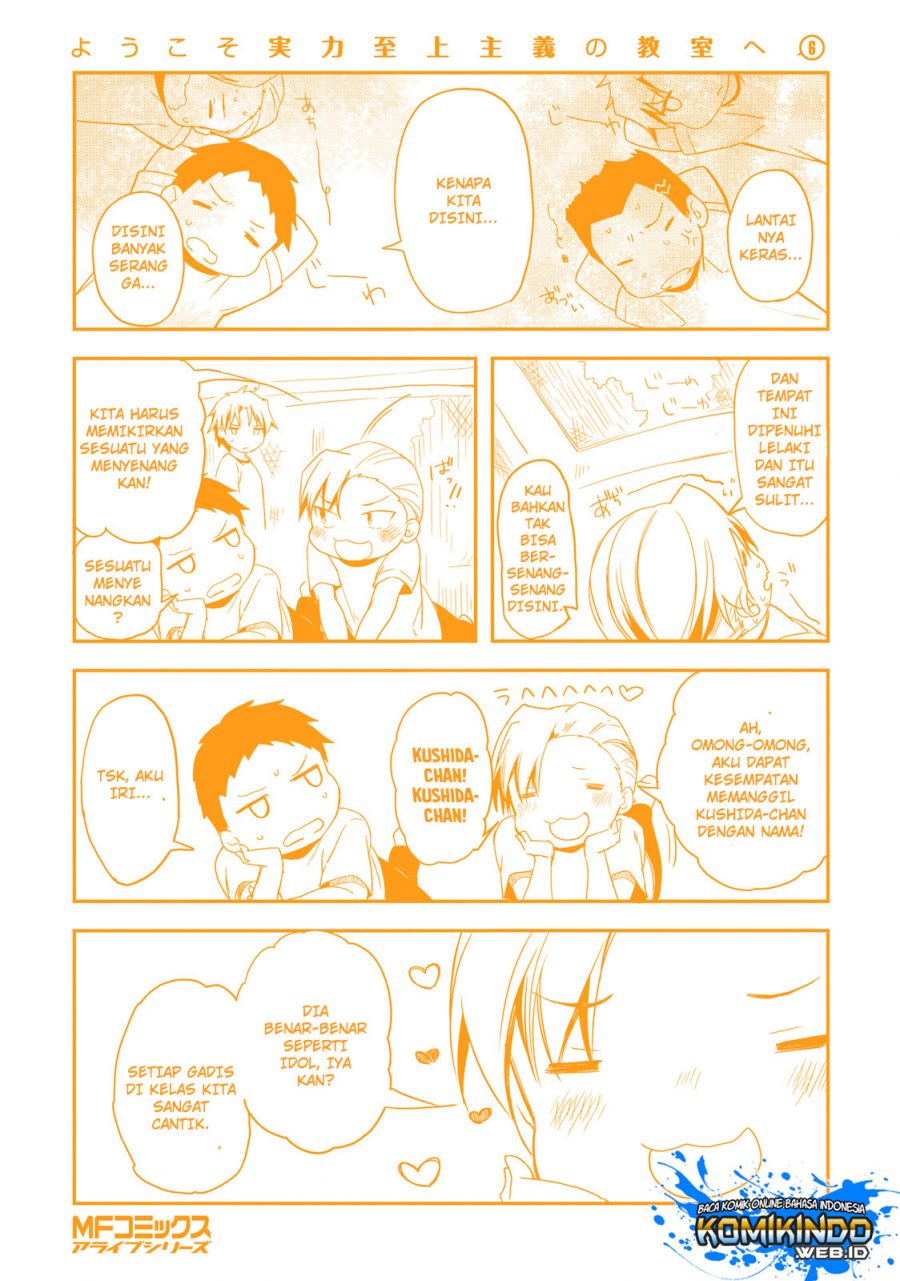 ようこそ実力至上主義の教室へ 6
LANTAI
NYA
KERAS...
KENAPA
KITA
DISINI...
DISINI
BANYAK
SERANG
GA...
DAN
TEMPAT
INI
DIPENUHI
LELAKI
DAN ITU
SANGAT
SULIT...
KAU
BAHKAN
TAK
BISA
BER-
SENANG-
SENANG
DISINI.
KITA HARUS
MEMIKIRKAN
SESUATU YANG
MENYENANG
KAN!
SESUATU
MENYE
NANGKAN
?
AH,
OMONG-OMONG,
AKU DAPAT
KESEMPATAN
MEMANGGIL
KUSHIDA-CHAN
DENGAN NAMA!
KUSHIDA-
CHAN!
KUSHIDA-
CHAN!
TSK, AKU
IRI...
DIA
BENAR-BENAR
SEPERTI
IDOL, IYA
KAN?
SETIAP GADIS
DI KELAS KITA
SANGAT
CANTIK.
MFコミックス
アライブシリーズ
BACA KOMIK ONLINE BAHASA INDONESIA
KOMIKINDO
WEB.ID